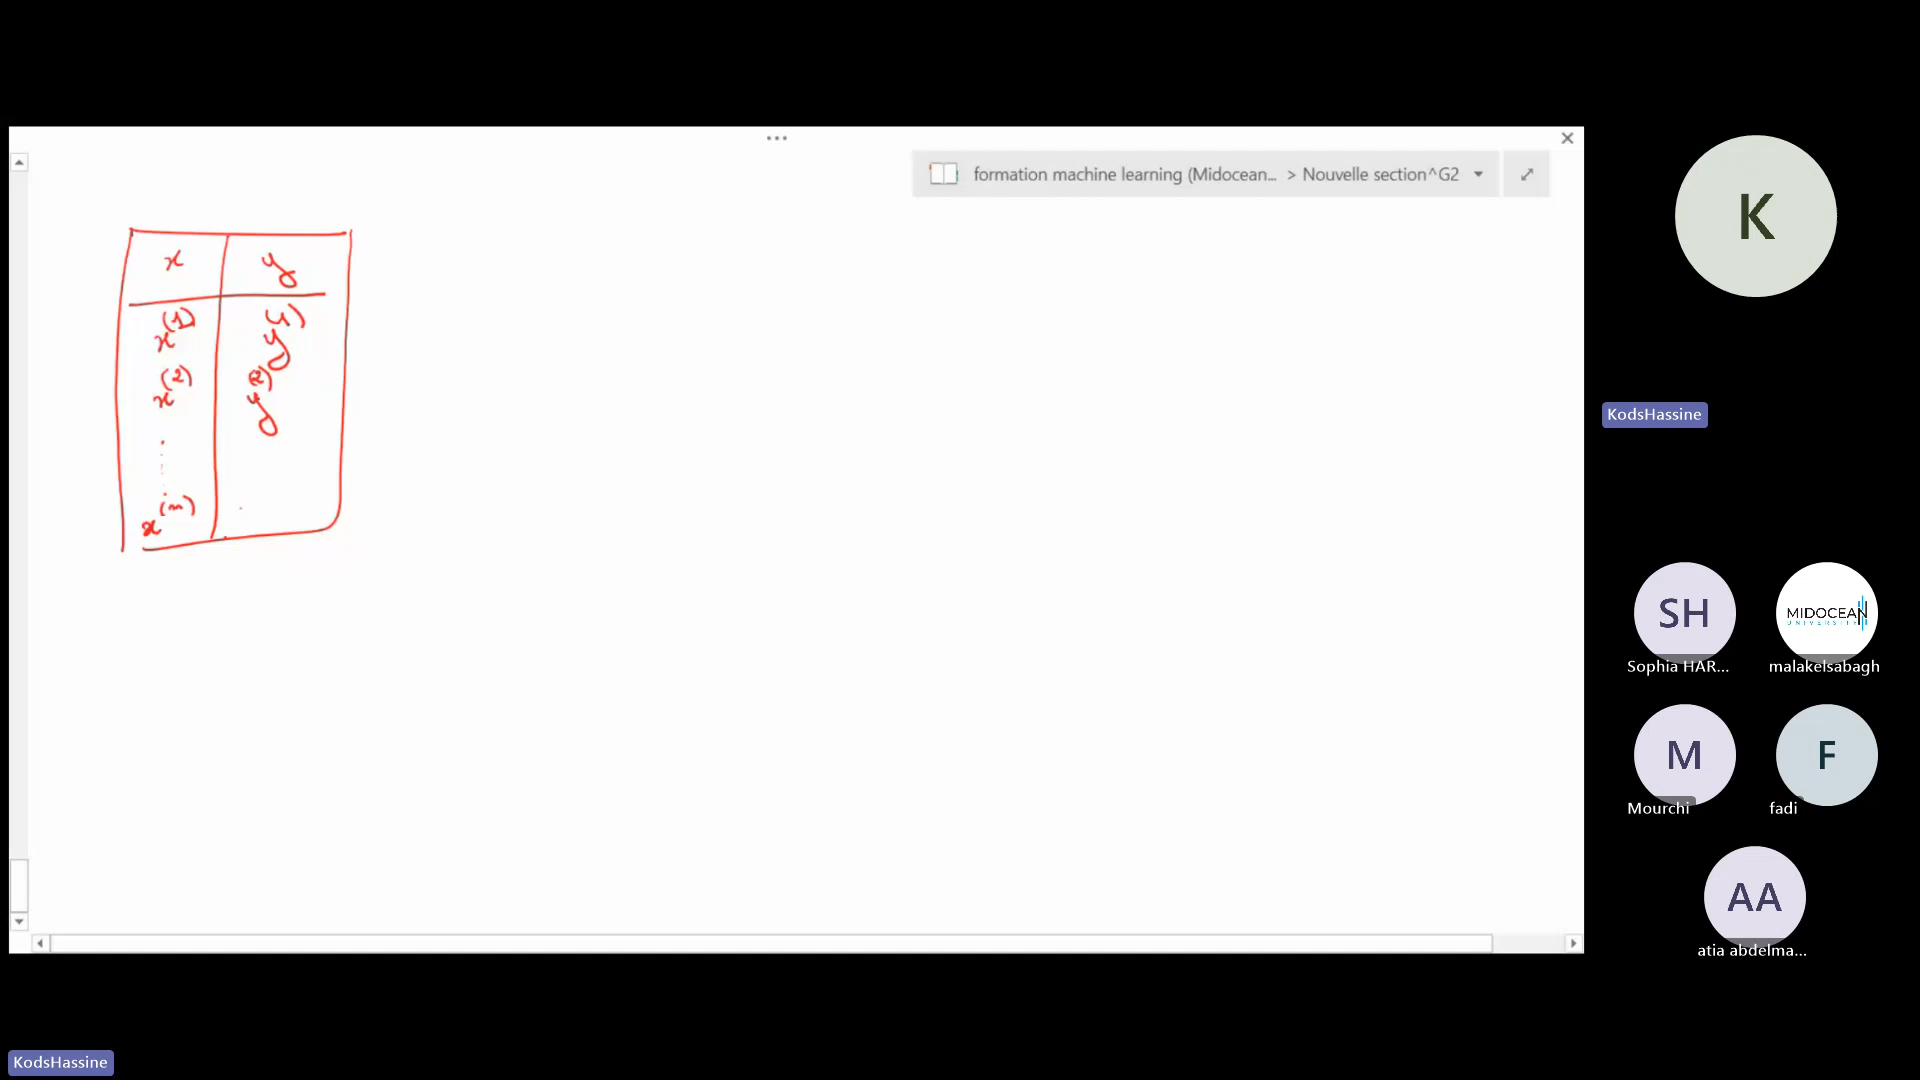 formation machine learning (Midocean... > Nouvelle section^G2
K
x y
x^(1) y^(1)
x^(2) y^(2)
x^(m)
KodsHassine
SH
MIDOCEAN
UNIVERSITY
Sophia HAR...
malakelsabagh
M
F
Mourchi
fadi
AA
atia abdelma...
KodsHassine